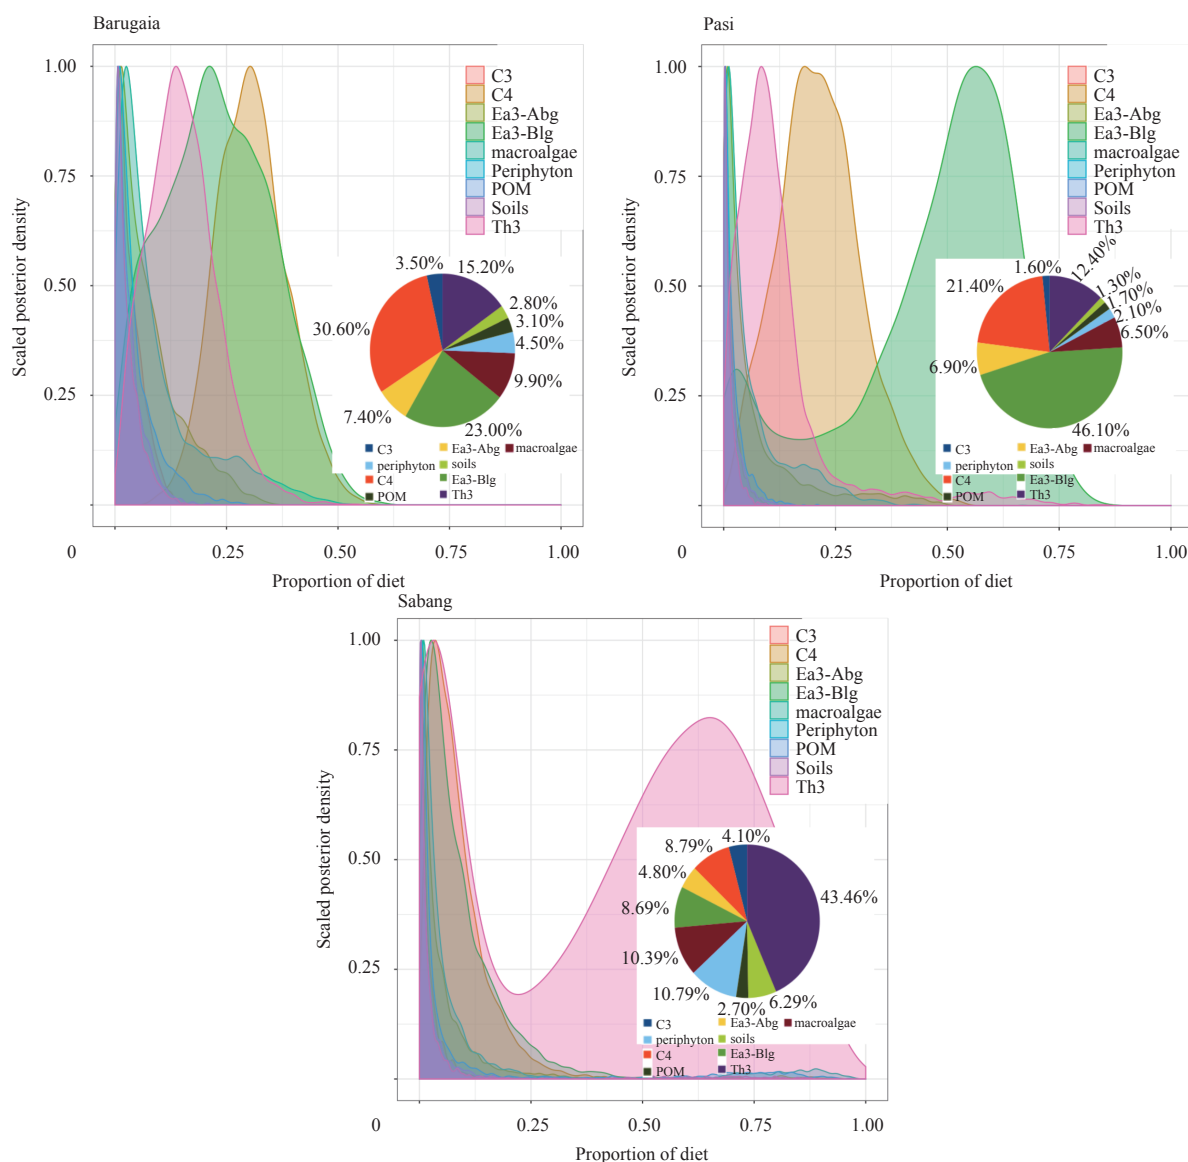 Barugaia
1.00
0.75
0.50
0.25
Scaled posterior density
C3
C4
Ea3-Abg
Ea3-Blg
macroalgae
Periphyton
POM
Soils
Th3
3.50%
15.20%
2.80%
3.10%
4.50%
9.90%
23.00%
7.40%
30.60%
C3 Ea3-Abg macroalgae
periphyton soils
C4 Ea3-Blg
POM Th3
0 0.25 0.50 0.75 1.00
Proportion of diet
Pasi
1.00
0.75
0.50
0.25
Scaled posterior density
C3
C4
Ea3-Abg
Ea3-Blg
macroalgae
Periphyton
POM
Soils
Th3
1.60%
12.40%
1.30%
1.70%
2.10%
6.50%
46.10%
6.90%
21.40%
C3 Ea3-Abg macroalgae
periphyton soils
C4 Ea3-Blg
POM Th3
0 0.25 0.50 0.75 1.00
Proportion of diet
Sabang
1.00
0.75
0.50
0.25
Scaled posterior density
C3
C4
Ea3-Abg
Ea3-Blg
macroalgae
Periphyton
POM
Soils
Th3
4.10%
43.46%
6.29%
2.70%
10.79%
10.39%
8.69%
4.80%
8.79%
C3 Ea3-Abg macroalgae
periphyton soils
C4 Ea3-Blg
POM Th3
0 0.25 0.50 0.75 1.00
Proportion of diet